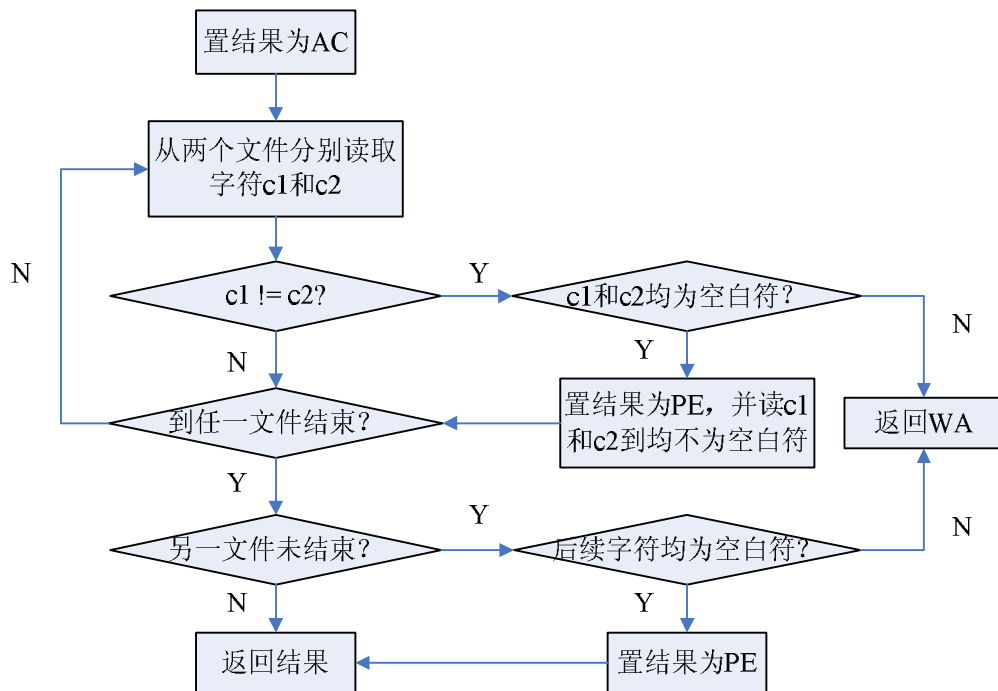 置结果为AC
从两个文件分别读取
字符c1和c2
N
c1 != c2?
Y
c1和c2均为空白符?
N
Y
N
到任一文件结束?
置结果为PE，并读c1
和c2到均不为空白符
返回WA
Y
Y
N
另一文件未结束?
后续字符均为空白符?
N
Y
返回结果
置结果为PE